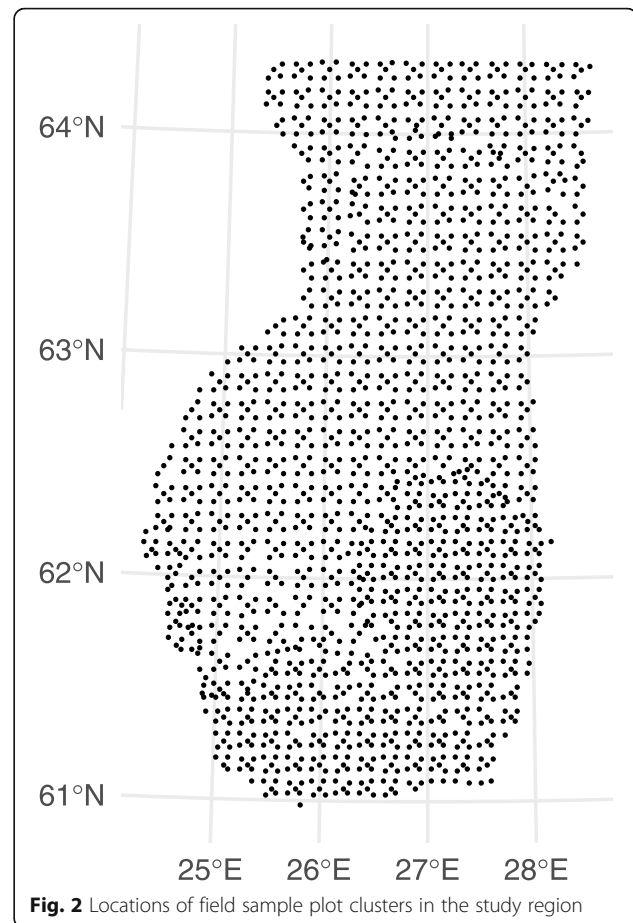 64°N
63°N
62°N
61°N
25°E 26°E 27°E 28°E
Fig. 2 Locations of field sample plot clusters in the study region